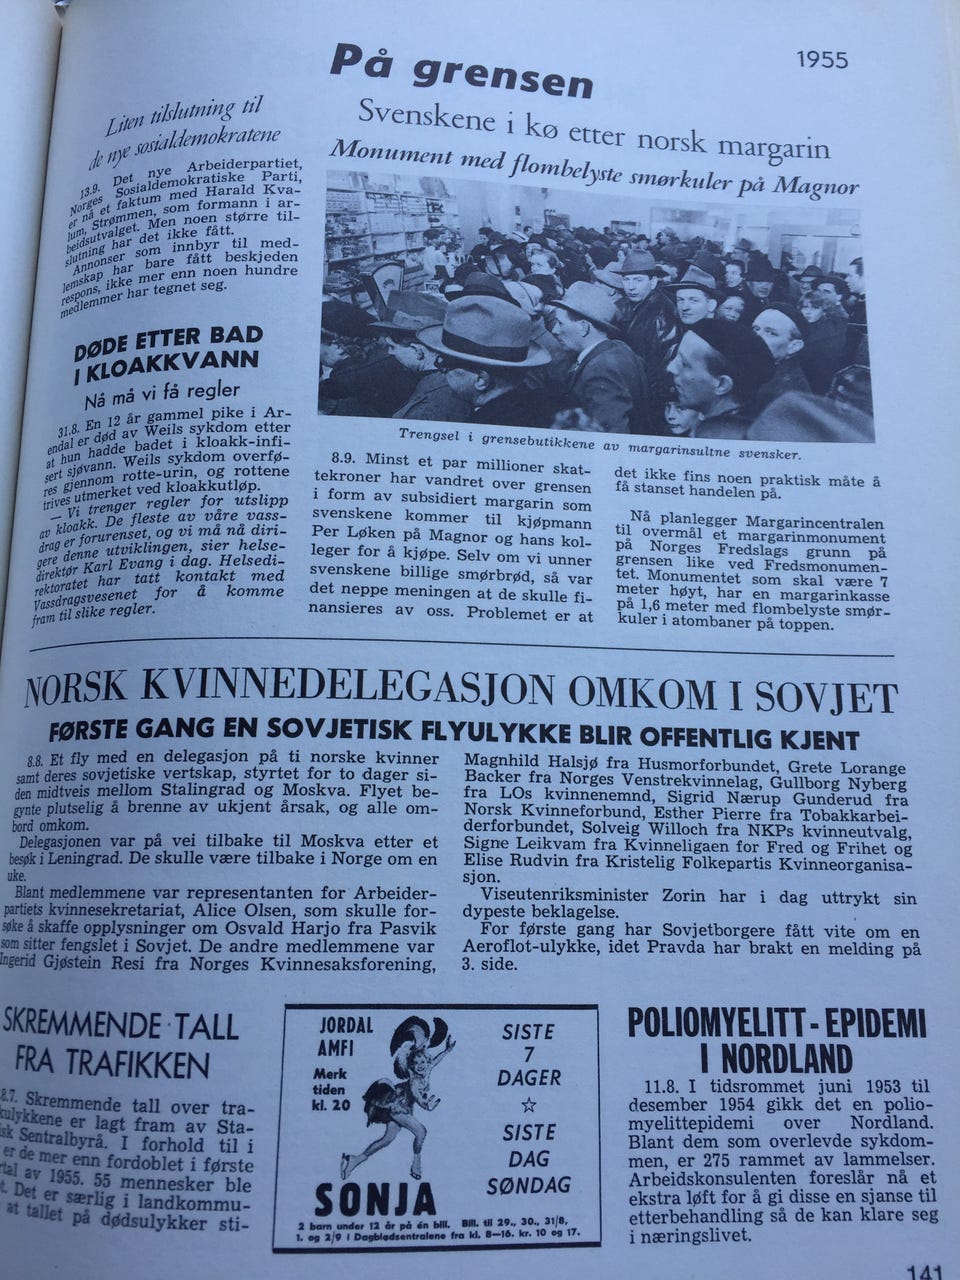 1955
På grensen
Svenskene i kø etter norsk margarin
Monument med flombelyste smørkuler på Magnor
Liten tilslutning til
de nye sosialdemokratene
13.9. Det nye Arbeiderpartiet,
Norges Sosialdemokratiske Parti,
er nå et faktum med Harald Kva-
lum, Strømmen, som formann i ar-
beidsutvalget. Men noen større til-
slutning har det ikke fått.
Annonser som innbyr til med-
lemskap har bare fått beskjeden
respons, ikke mer enn noen hundre
medlemmer har tegnet seg.
DØDE ETTER BAD
I KLOAKKVANN
Nå må vi få regler
31.8. En 12 år gammel pike i Ar-
endal er død av Weils sykdom etter
at hun hadde badet i kloakk-infi-
sert sjøvann. Weils sykdom overfø-
res gjennom rotte-urin, og rottene
trives utmerket ved kloakkutløp.
— Vi trenger regler for utslipp
av kloakk. De fleste av våre vass-
drag er forurenset, og vi må nå diri-
gere denne utviklingen, sier helse-
direktør Karl Evang i dag. Helsedi-
rektoratet har tatt kontakt med
Vassdragsvesenet for å komme
fram til slike regler.
Trengsel i grensebutikkene av margarinsultne svensker.
8.9. Minst et par millioner skat-
tekroner har vandret over grensen
i form av subsidiert margarin som
svenskene kommer til kjøpmann
Per Løken på Magnor og hans kol-
leger for å kjøpe. Selv om vi unner
svenskene billige smørbrød, så var
det neppe meningen at de skulle fi-
nansieres av oss. Problemet er at
det ikke fins noen praktisk måte å
få stanset handelen på.
Nå planlegger Margarincentralen
til overmål et margarinmonument
på Norges Fredslags grunn på
grensen like ved Fredsmonumen-
tet. Monumentet som skal være 7
meter høyt, har en margarinkasse
på 1,6 meter med flombelyste smør-
kuler i atombaner på toppen.
NORSK KVINNEDELEGASJON OMKOM I SOVJET
FØRSTE GANG EN SOVJETISK FLYULYKKE BLIR OFFENTLIG KJENT
8.8. Et fly med en delegasjon på ti norske kvinner
samt deres sovjetiske vertskap, styrtet for to dager si-
den midtveis mellom Stalingrad og Moskva. Flyet be-
gynte plutselig å brenne av ukjent årsak, og alle om-
bord omkom.
Delegasjonen var på vei tilbake til Moskva etter et
besøk i Leningrad. De skulle være tilbake i Norge om en
uke.
Blant medlemmene var representanten for Arbeider-
partiets kvinnesekretariat, Alice Olsen, som skulle for-
søke å skaffe opplysninger om Osvald Harjo fra Pasvik
som sitter fengslet i Sovjet. De andre medlemmene var
Ingerid Gjøstein Resi fra Norges Kvinnesaksforening,
Magnhild Halsjø fra Husmorforbundet, Grete Lorange
Backer fra Norges Venstrekvinnelag, Gullborg Nyberg
fra LOs kvinnenemnd, Sigrid Nærup Gunderud fra
Norsk Kvinneforbund, Esther Pierre fra Tobakkarbei-
derforbundet, Solveig Willoch fra NKPs kvinneutvalg,
Signe Leikvam fra Kvinneligaen for Fred og Frihet og
Elise Rudvin fra Kristelig Folkepartis Kvinneorganisa-
sjon.
Viseutenriksminister Zorin har i dag uttrykt sin
dypeste beklagelse.
For første gang har Sovjetborgere fått vite om en
Aeroflot-ulykke, idet Pravda har brakt en melding på
3. side.
SKREMMENDE TALL
FRA TRAFIKKEN
8.7. Skremmende tall over tra-
kulykkene er lagt fram av Sta-
sk Sentralbyrå. I forhold til i
er de mer enn fordoblet i første
tal av 1955. 55 mennesker ble
t. Det er særlig i landkommu-
at tallet på dødsulykker sti-
JORDAL
AMFI
Merk
tiden
kl. 20
SONJA
SISTE
7
DAGER
☆
SISTE
DAG
SØNDAG
2 barn under 12 år på én bill. Bill. til 29., 30., 31/8,
1. og 2/9 i Dagbladsentralene fra kl. 8—16. kr. 10 og 17.
POLIOMYELITT-EPIDEMI
I NORDLAND
11.8. I tidsrommet juni 1953 til
desember 1954 gikk det en polio-
myelittepidemi over Nordland.
Blant dem som overlevde sykdom-
men, er 275 rammet av lammelser.
Arbeidskonsulenten foreslår nå et
ekstra løft for å gi disse en sjanse til
etterbehandling så de kan klare seg
i næringslivet.
141